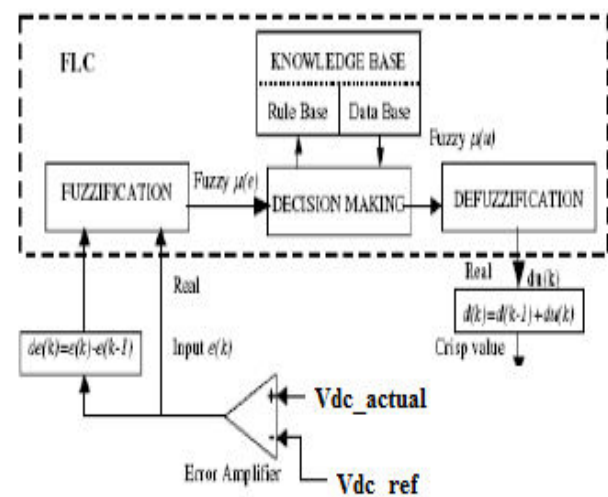 FLC
KNOWLEDGE BASE
Rule Base
Data Base
Fuzzy μ(e)
Fuzzy μ(u)
FUZZIFICATION
DECISION MAKING
DEFUZZIFICATION
Real
Input e(k)
Real
du(k)
de(k)=e(k)-e(k-1)
d(k)=d(k-1)+du(k)
Crisp value
+
Vdc_actual
-
Error Amplifier
Vdc_ref